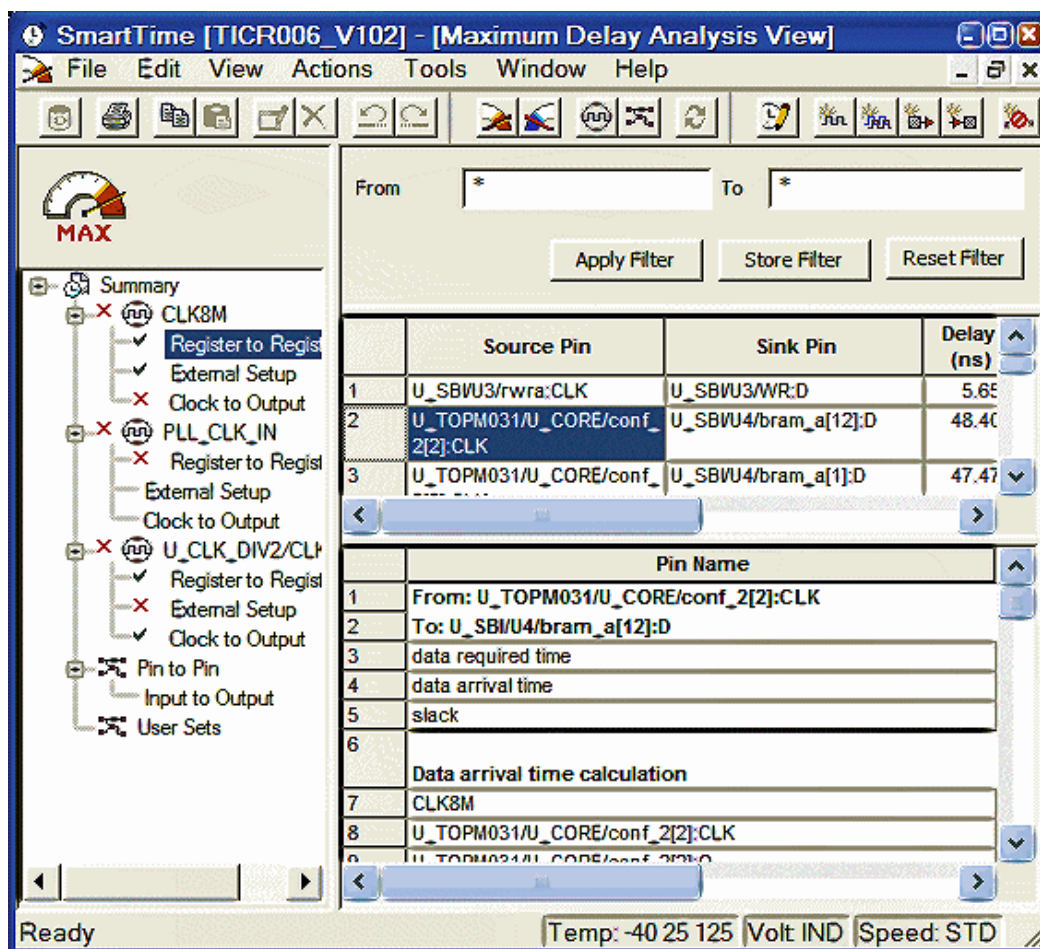 SmartTime [TICR006_V102] - [Maximum Delay Analysis View]
File Edit View Actions Tools Window Help
MAX
From * To *
Apply Filter Store Filter Reset Filter
Summary
CLK8M
Register to Regist
External Setup
Clock to Output
PLL_CLK_IN
Register to Regist
External Setup
Clock to Output
U_CLK_DIV2/CLK
Register to Regist
External Setup
Clock to Output
Pin to Pin
Input to Output
User Sets
Source Pin Sink Pin Delay (ns)
1 U_SBI/U3/rwra:CLK U_SBI/U3/WR:D 5.65
2 U_TOPM031/U_CORE/conf_ U_SBI/U4/bram_a[12]:D 48.40
2[2]:CLK
3 U_TOPM031/U_CORE/conf_ U_SBI/U4/bram_a[1]:D 47.47
Pin Name
1 From: U_TOPM031/U_CORE/conf_2[2]:CLK
2 To: U_SBI/U4/bram_a[12]:D
3 data required time
4 data arrival time
5 slack
6
Data arrival time calculation
7 CLK8M
8 U_TOPM031/U_CORE/conf_2[2]:CLK
9 U_TOPM031/U_CORE/conf_2[2]:Q
Ready Temp: -40 25 125 Volt: IND Speed: STD